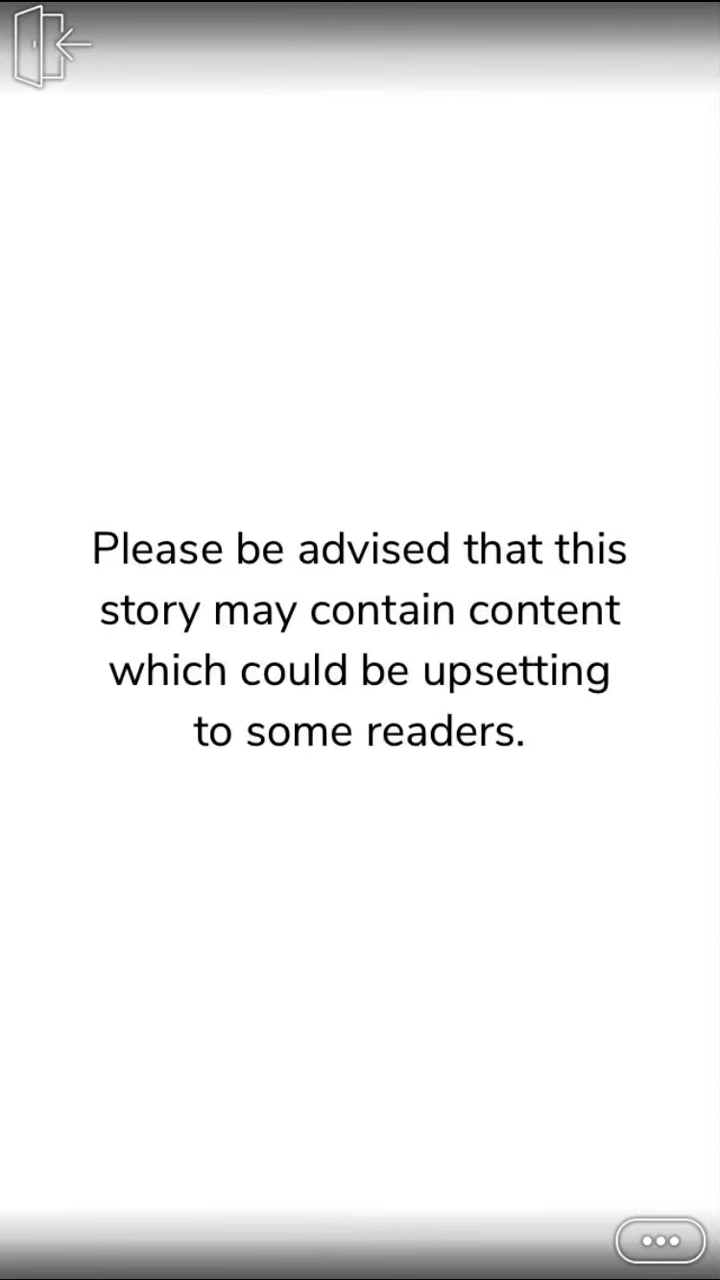 Please be advised that this
story may contain content
which could be upsetting
to some readers.